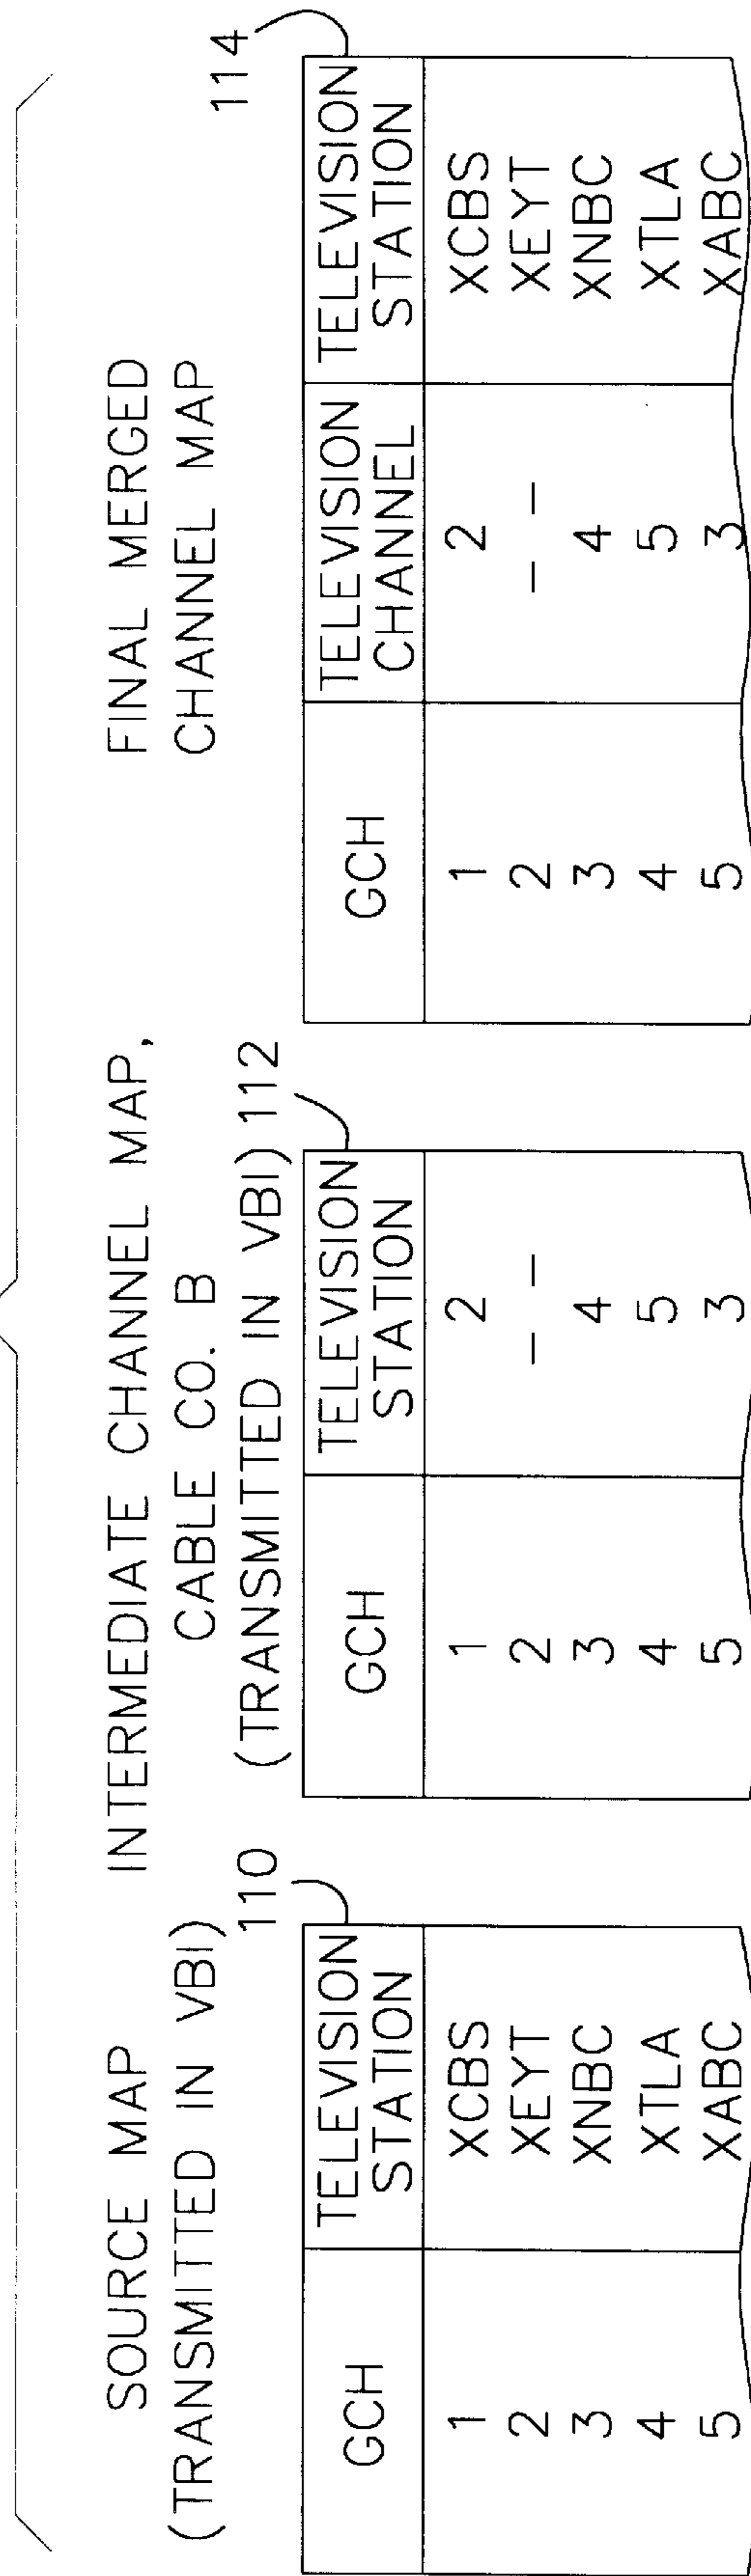 SOURCE MAP
(TRANSMITTED IN VBI)
110
GCH TELEVISION STATION
1 XCBS
2 XEYT
3 XNBC
4 XTLA
5 XABC
INTERMEDIATE CHANNEL MAP,
CABLE CO. B
(TRANSMITTED IN VBI) 112
GCH TELEVISION STATION
1 2
2 - -
3 4
4 5
5 3
FINAL MERGED
CHANNEL MAP
114
GCH TELEVISION CHANNEL TELEVISION STATION
1 2 XCBS
2 - - XEYT
3 4 XNBC
4 5 XTLA
5 3 XABC